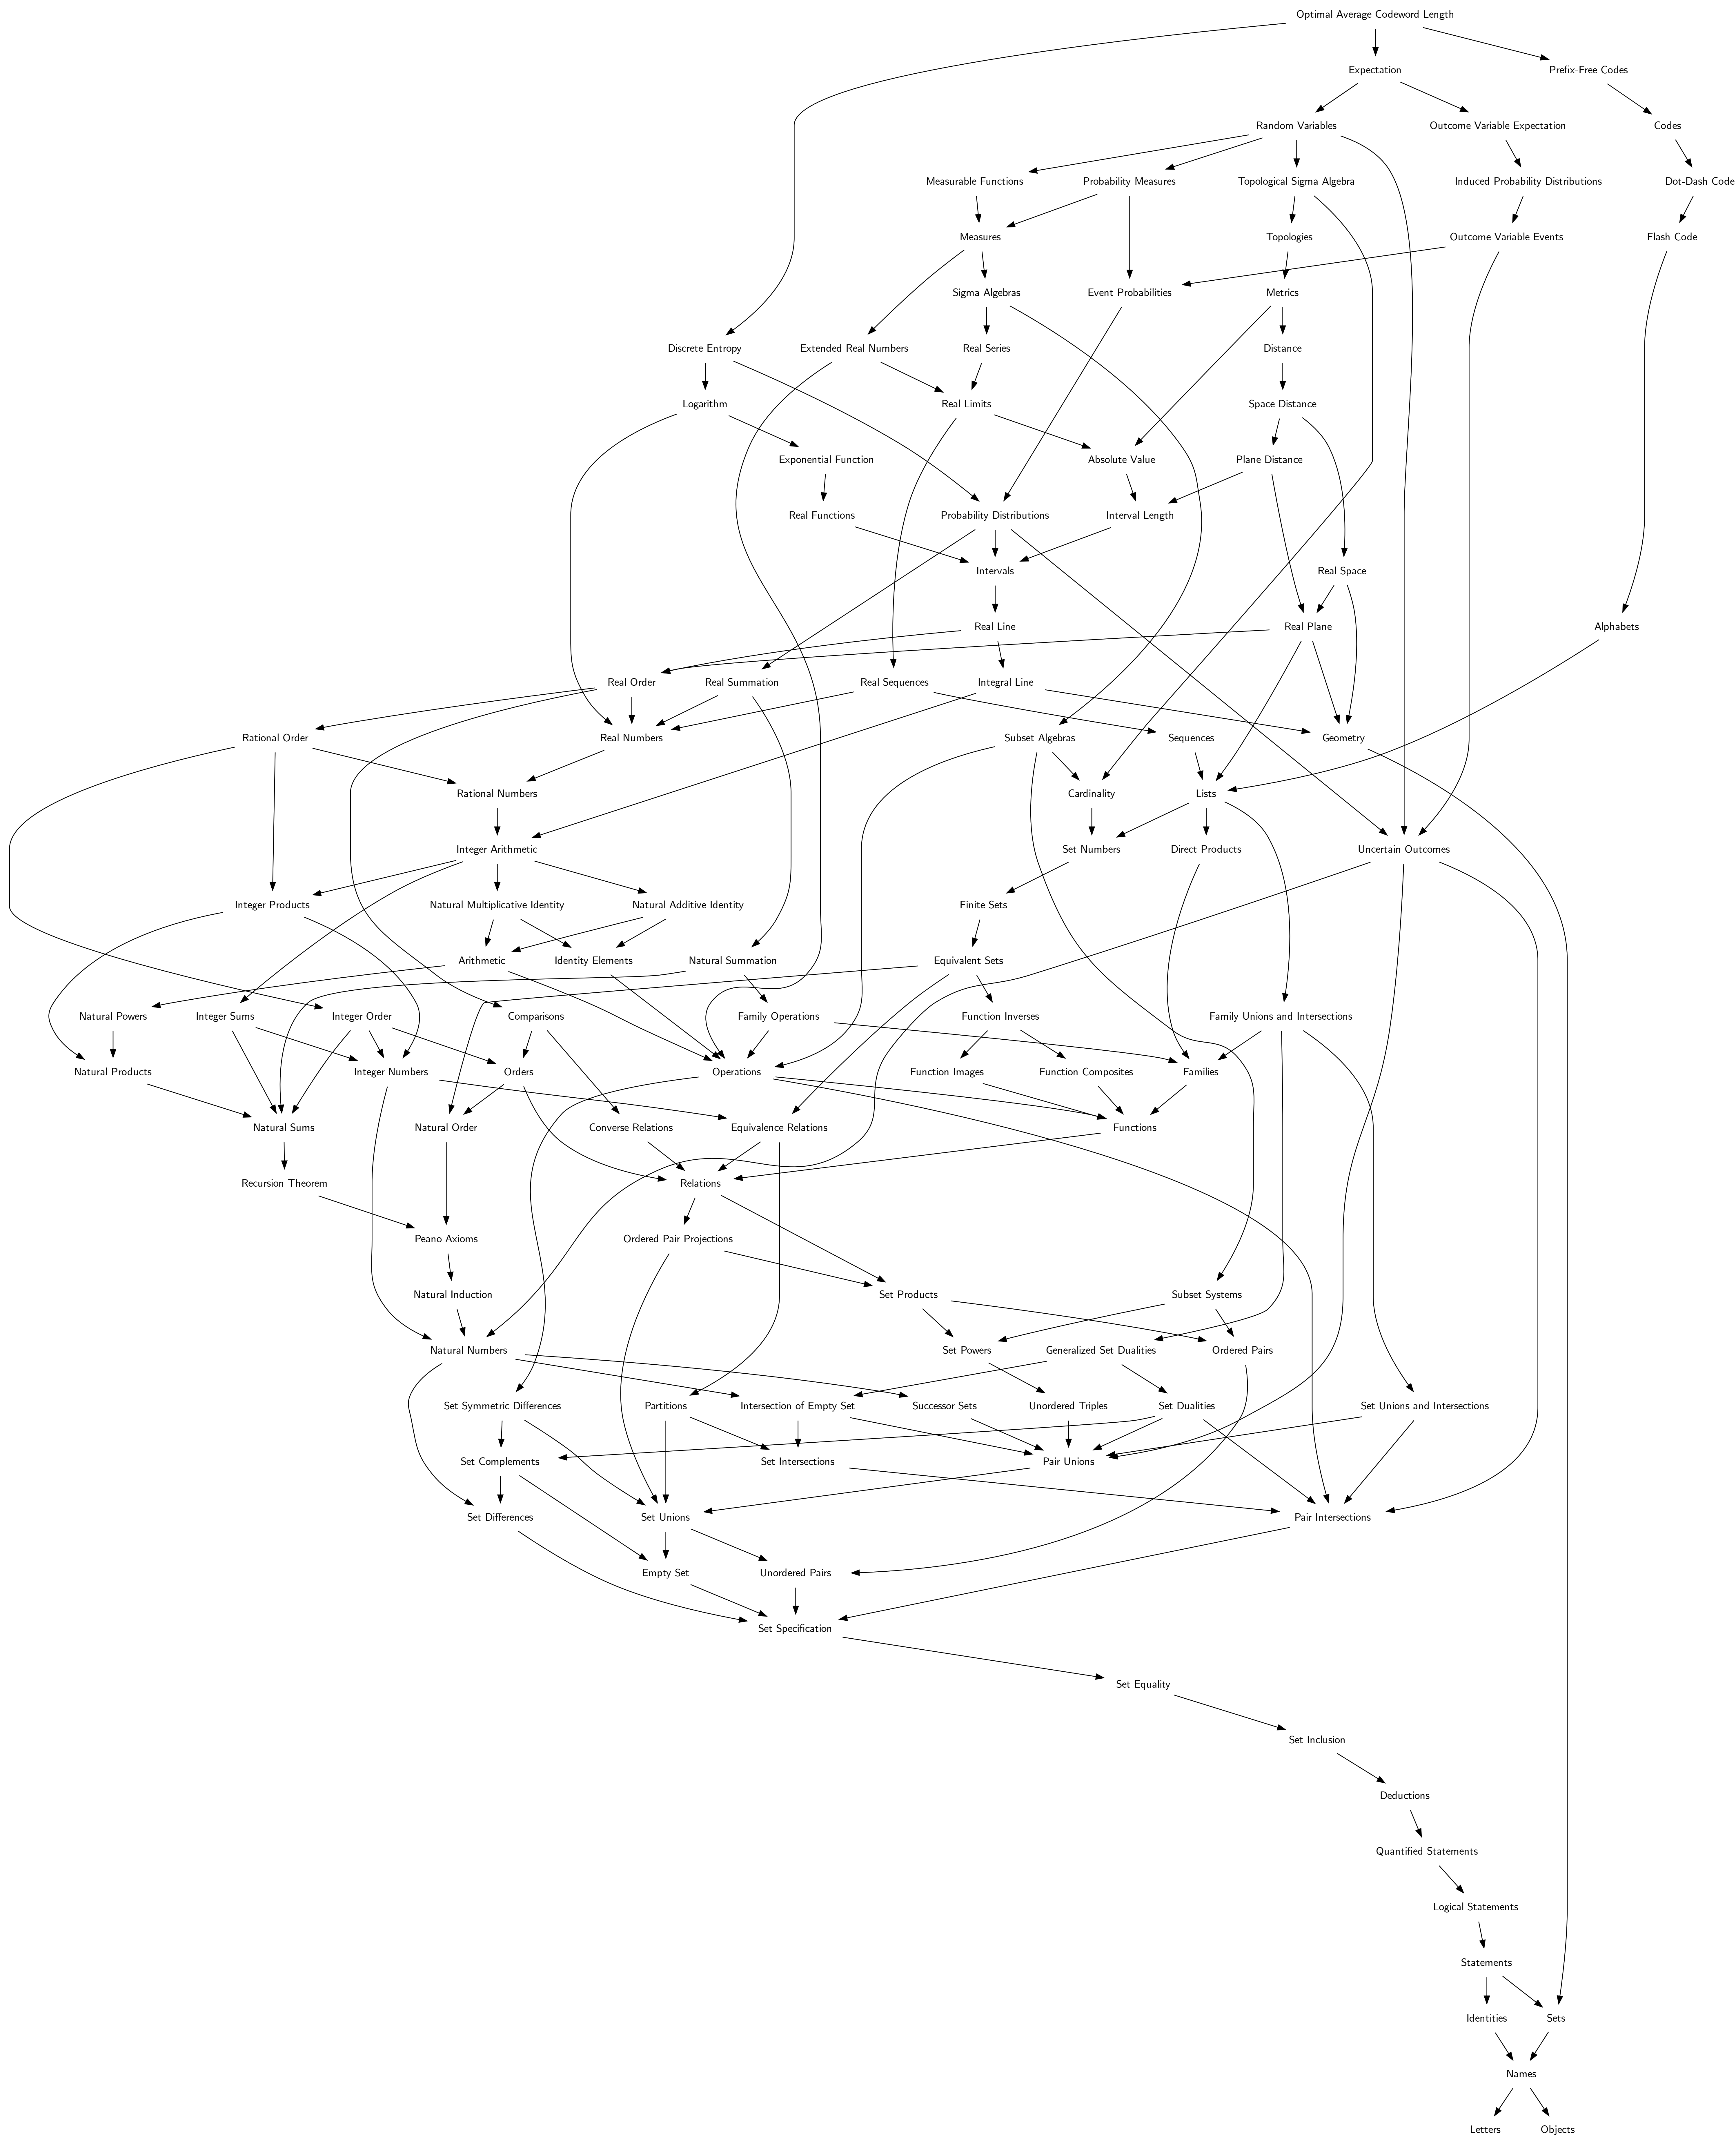 Optimal Average Codeword Length
Expectation
Prefix-Free Codes
Random Variables
Outcome Variable Expectation
Codes
Measurable Functions
Probability Measures
Topological Sigma Algebra
Induced Probability Distributions
Dot-Dash Code
Measures
Topologies
Outcome Variable Events
Flash Code
Sigma Algebras
Event Probabilities
Metrics
Discrete Entropy
Extended Real Numbers
Real Series
Distance
Logarithm
Real Limits
Space Distance
Exponential Function
Absolute Value
Plane Distance
Real Functions
Probability Distributions
Interval Length
Intervals
Real Space
Real Line
Real Plane
Alphabets
Real Order
Real Summation
Real Sequences
Integral Line
Rational Order
Real Numbers
Subset Algebras
Sequences
Geometry
Rational Numbers
Cardinality
Lists
Integer Arithmetic
Set Numbers
Direct Products
Uncertain Outcomes
Integer Products
Natural Multiplicative Identity
Natural Additive Identity
Finite Sets
Arithmetic
Identity Elements
Natural Summation
Equivalent Sets
Natural Powers
Integer Sums
Integer Order
Comparisons
Family Operations
Function Inverses
Family Unions and Intersections
Natural Products
Integer Numbers
Orders
Operations
Function Images
Function Composites
Families
Natural Sums
Natural Order
Converse Relations
Equivalence Relations
Functions
Recursion Theorem
Relations
Peano Axioms
Ordered Pair Projections
Natural Induction
Set Products
Subset Systems
Natural Numbers
Set Powers
Generalized Set Dualities
Ordered Pairs
Set Symmetric Differences
Partitions
Intersection of Empty Set
Successor Sets
Unordered Triples
Set Dualities
Set Unions and Intersections
Set Complements
Set Intersections
Pair Unions
Set Differences
Set Unions
Pair Intersections
Empty Set
Unordered Pairs
Set Specification
Set Equality
Set Inclusion
Deductions
Quantified Statements
Logical Statements
Statements
Identities
Sets
Names
Letters
Objects